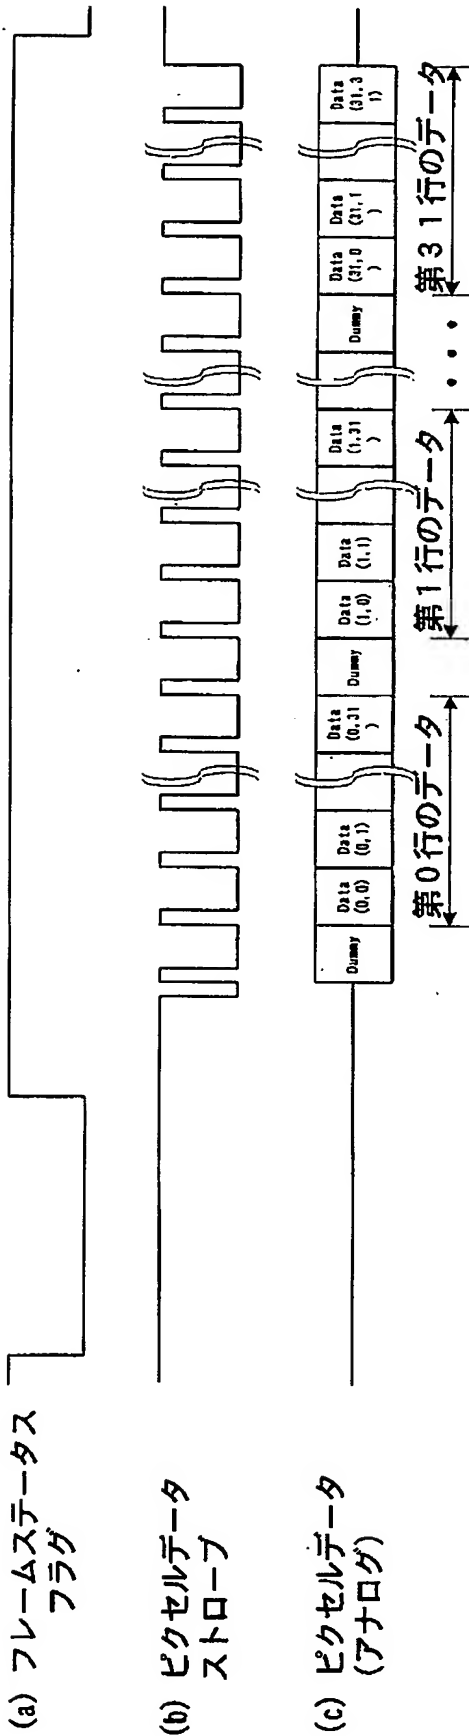 (a) フレームステータス
フラグ
(b) ピクセルデータ
ストローブ
(c) ピクセルデータ
(アナログ)
Dummy
Data
(0,0)
Data
(0,1)
Data
(0,31
)
Dummy
Data
(1,0)
Data
(1,1)
Data
(1,31
)
Dummy
Data
(31,0
)
Data
(31,1
)
Data
(31,3
1)
第0行のデータ
第1行のデータ
・・・
第31行のデータ